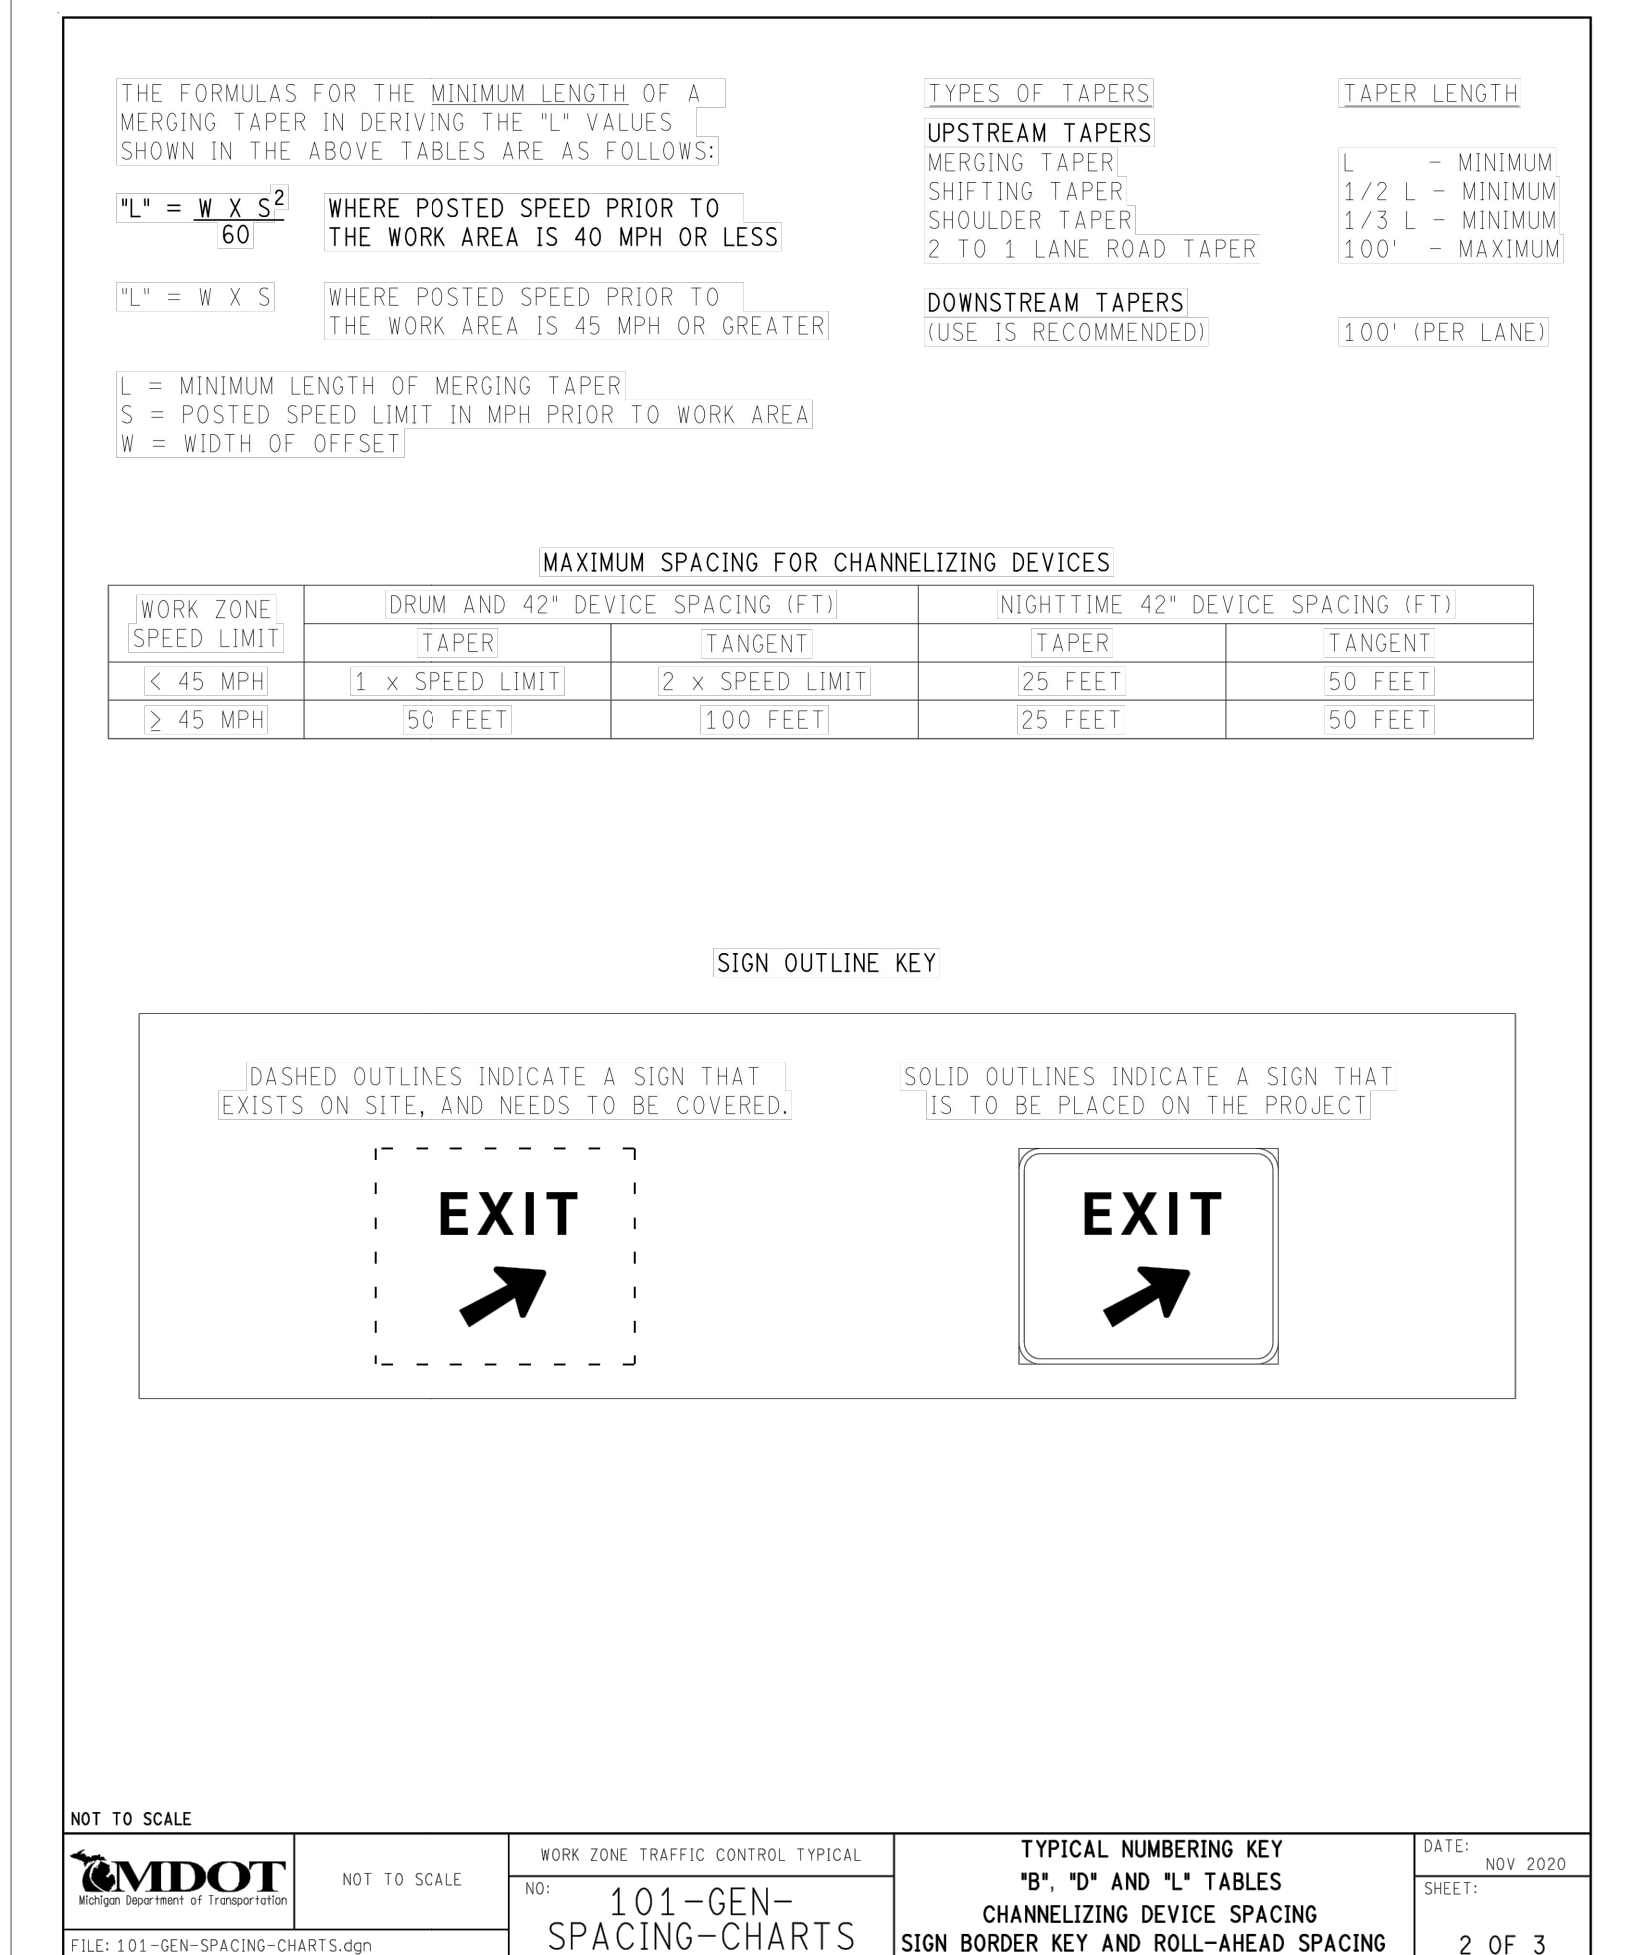 THE FORMULAS FOR THE MINIMUM LENGTH OF A
MERGING TAPER IN DERIVING THE "L" VALUES
SHOWN IN THE ABOVE TABLES ARE AS FOLLOWS:
"L" = W X S2
60
WHERE POSTED SPEED PRIOR TO
THE WORK AREA IS 40 MPH OR LESS
"L" = W X S
WHERE POSTED SPEED PRIOR TO
THE WORK AREA IS 45 MPH OR GREATER
L = MINIMUM LENGTH OF MERGING TAPER
S = POSTED SPEED LIMIT IN MPH PRIOR TO WORK AREA
W = WIDTH OF OFFSET
TYPES OF TAPERS TAPER LENGTH
UPSTREAM TAPERS
MERGING TAPER L - MINIMUM
SHIFTING TAPER 1/2 L - MINIMUM
SHOULDER TAPER 1/3 L - MINIMUM
2 TO 1 LANE ROAD TAPER 100' - MAXIMUM
DOWNSTREAM TAPERS
(USE IS RECOMMENDED) 100' (PER LANE)
MAXIMUM SPACING FOR CHANNELIZING DEVICES
WORK ZONE
SPEED LIMIT
DRUM AND 42" DEVICE SPACING (FT) NIGHTTIME 42" DEVICE SPACING (FT)
TAPER TANGENT TAPER TANGENT
< 45 MPH 1 x SPEED LIMIT 2 x SPEED LIMIT 25 FEET 50 FEET
≥ 45 MPH 50 FEET 100 FEET 25 FEET 50 FEET
SIGN OUTLINE KEY
DASHED OUTLINES INDICATE A SIGN THAT
EXISTS ON SITE, AND NEEDS TO BE COVERED.
SOLID OUTLINES INDICATE A SIGN THAT
IS TO BE PLACED ON THE PROJECT
EXIT
EXIT
NOT TO SCALE
MDOT
Michigan Department of Transportation
NOT TO SCALE
FILE: 101-GEN-SPACING-CHARTS.dgn
WORK ZONE TRAFFIC CONTROL TYPICAL
NO: 101-GEN-
SPACING-CHARTS
TYPICAL NUMBERING KEY
"B", "D" AND "L" TABLES
CHANNELIZING DEVICE SPACING
SIGN BORDER KEY AND ROLL-AHEAD SPACING
DATE:
NOV 2020
SHEET:
2 OF 3